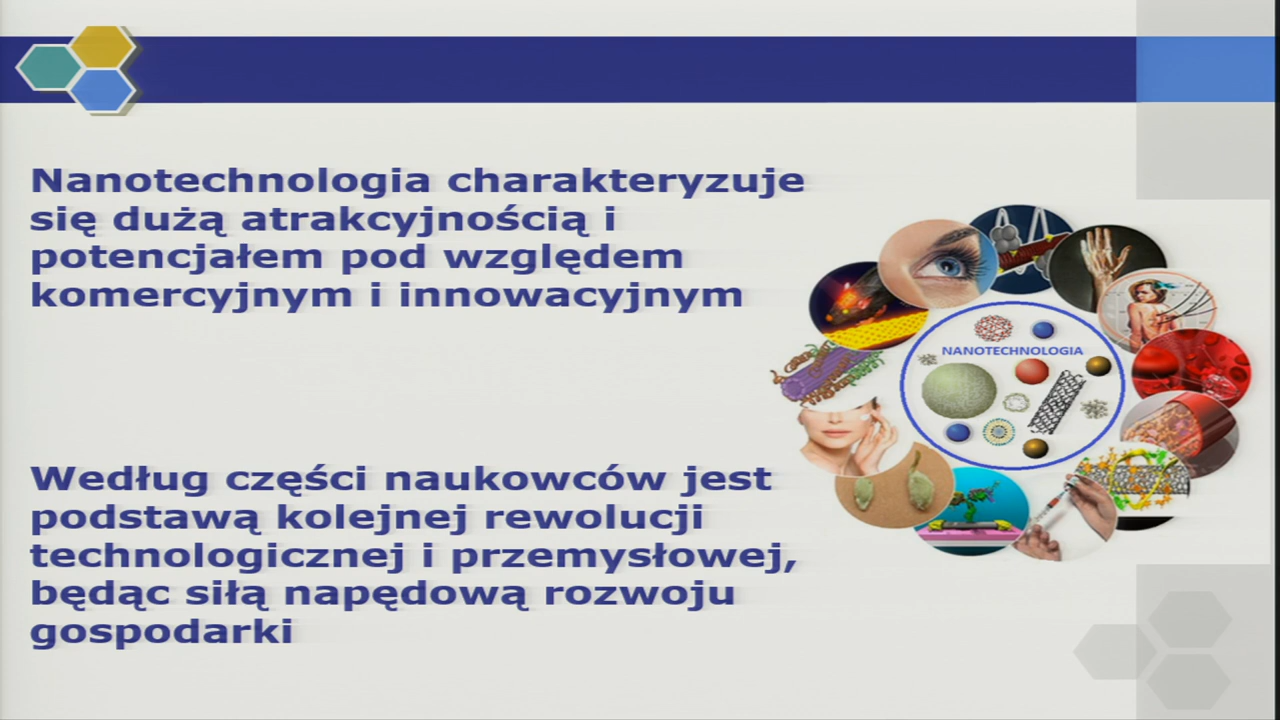 Nanotechnologia charakteryzuje
się dużą atrakcyjnością i
potencjałem pod względem
komercyjnym i innowacyjnym
NANOTECHNOLOGIA
Według części naukowców jest
podstawą kolejnej rewolucji
technologicznej i przemysłowej,
będąc siłą napędową rozwoju
gospodarki